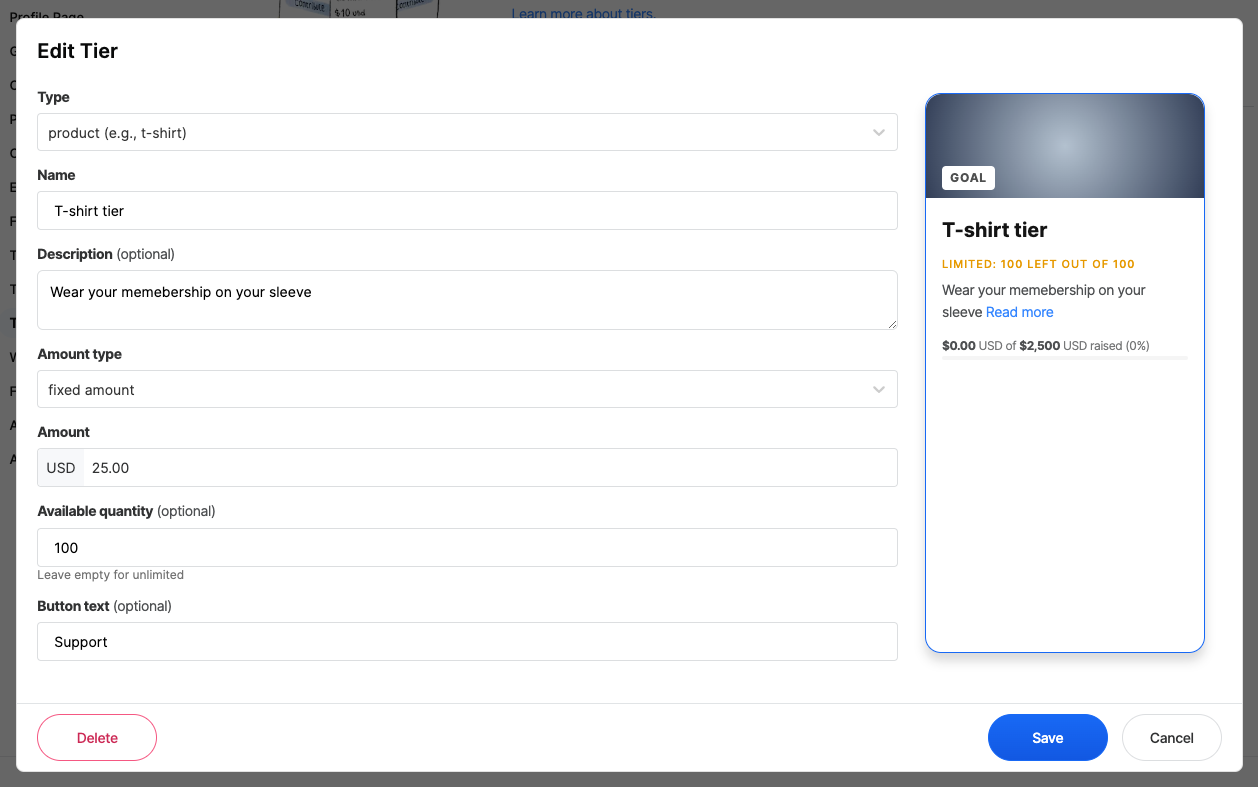 Profile Page
$10 USD
Learn more about tiers.
Edit Tier
Type
product (e.g., t-shirt)
Name
T-shirt tier
Description (optional)
Wear your memebership on your sleeve
Amount type
fixed amount
Amount
USD 25.00
Available quantity (optional)
100
Leave empty for unlimited
Button text (optional)
Support
GOAL
T-shirt tier
LIMITED: 100 LEFT OUT OF 100
Wear your memebership on your
sleeve Read more
$0.00 USD of $2,500 USD raised (0%)
Delete
Save
Cancel